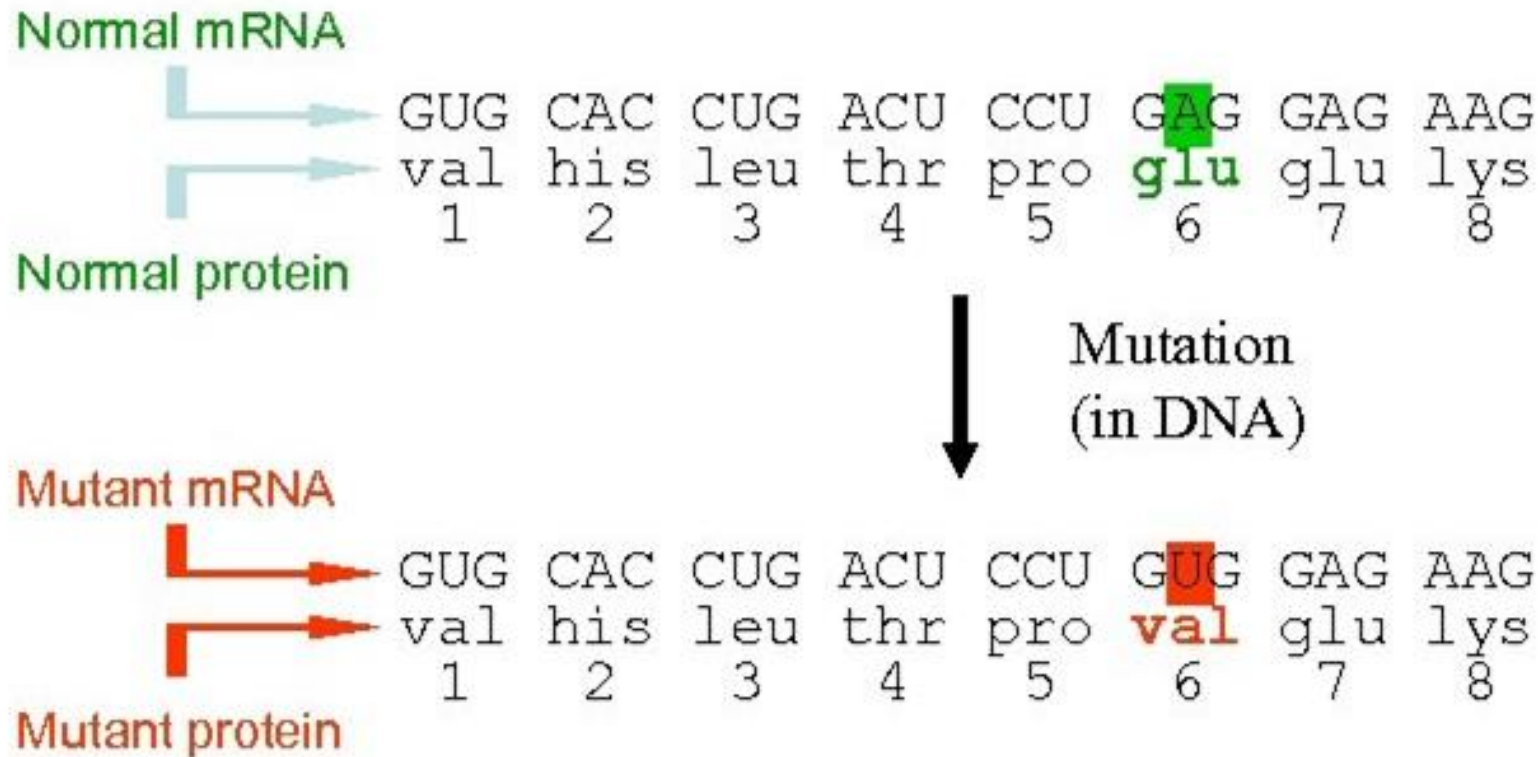 Normal mRNA
GUG CAC CUG ACU CCU GAG GAG AAG
val his leu thr pro glu glu lys
1 2 3 4 5 6 7 8
Normal protein
Mutation
(in DNA)
Mutant mRNA
GUG CAC CUG ACU CCU GUG GAG AAG
val his leu thr pro val glu lys
1 2 3 4 5 6 7 8
Mutant protein